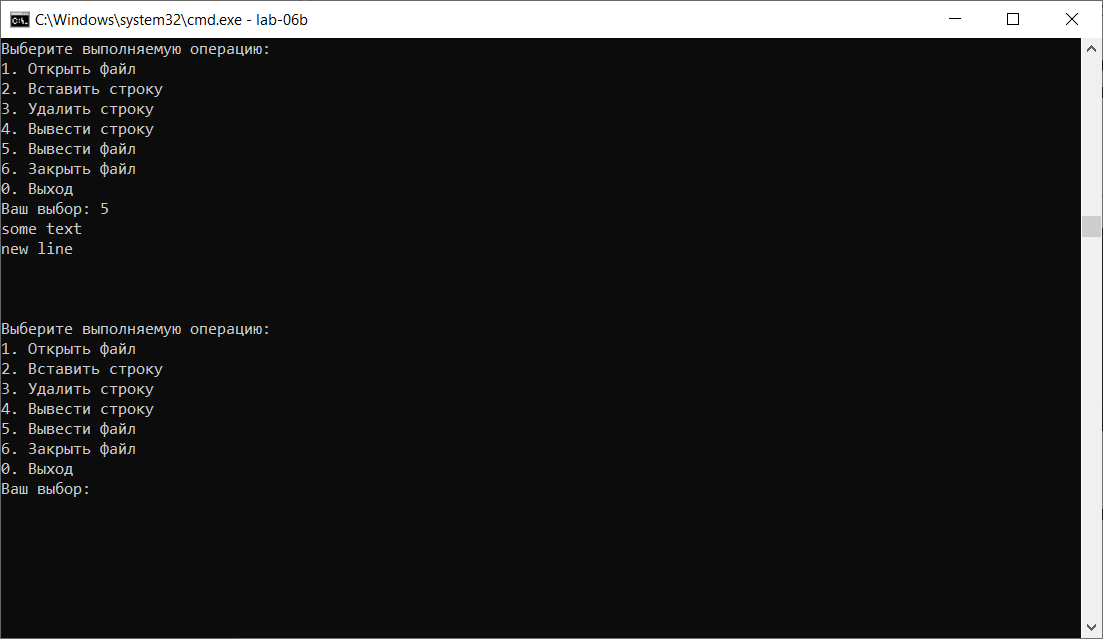 C:\Windows\system32\cmd.exe - lab-06b
Выберите выполняемую операцию:
1. Открыть файл
2. Вставить строку
3. Удалить строку
4. Вывести строку
5. Вывести файл
6. Закрыть файл
0. Выход
Ваш выбор: 5
some text
new line
Выберите выполняемую операцию:
1. Открыть файл
2. Вставить строку
3. Удалить строку
4. Вывести строку
5. Вывести файл
6. Закрыть файл
0. Выход
Ваш выбор: